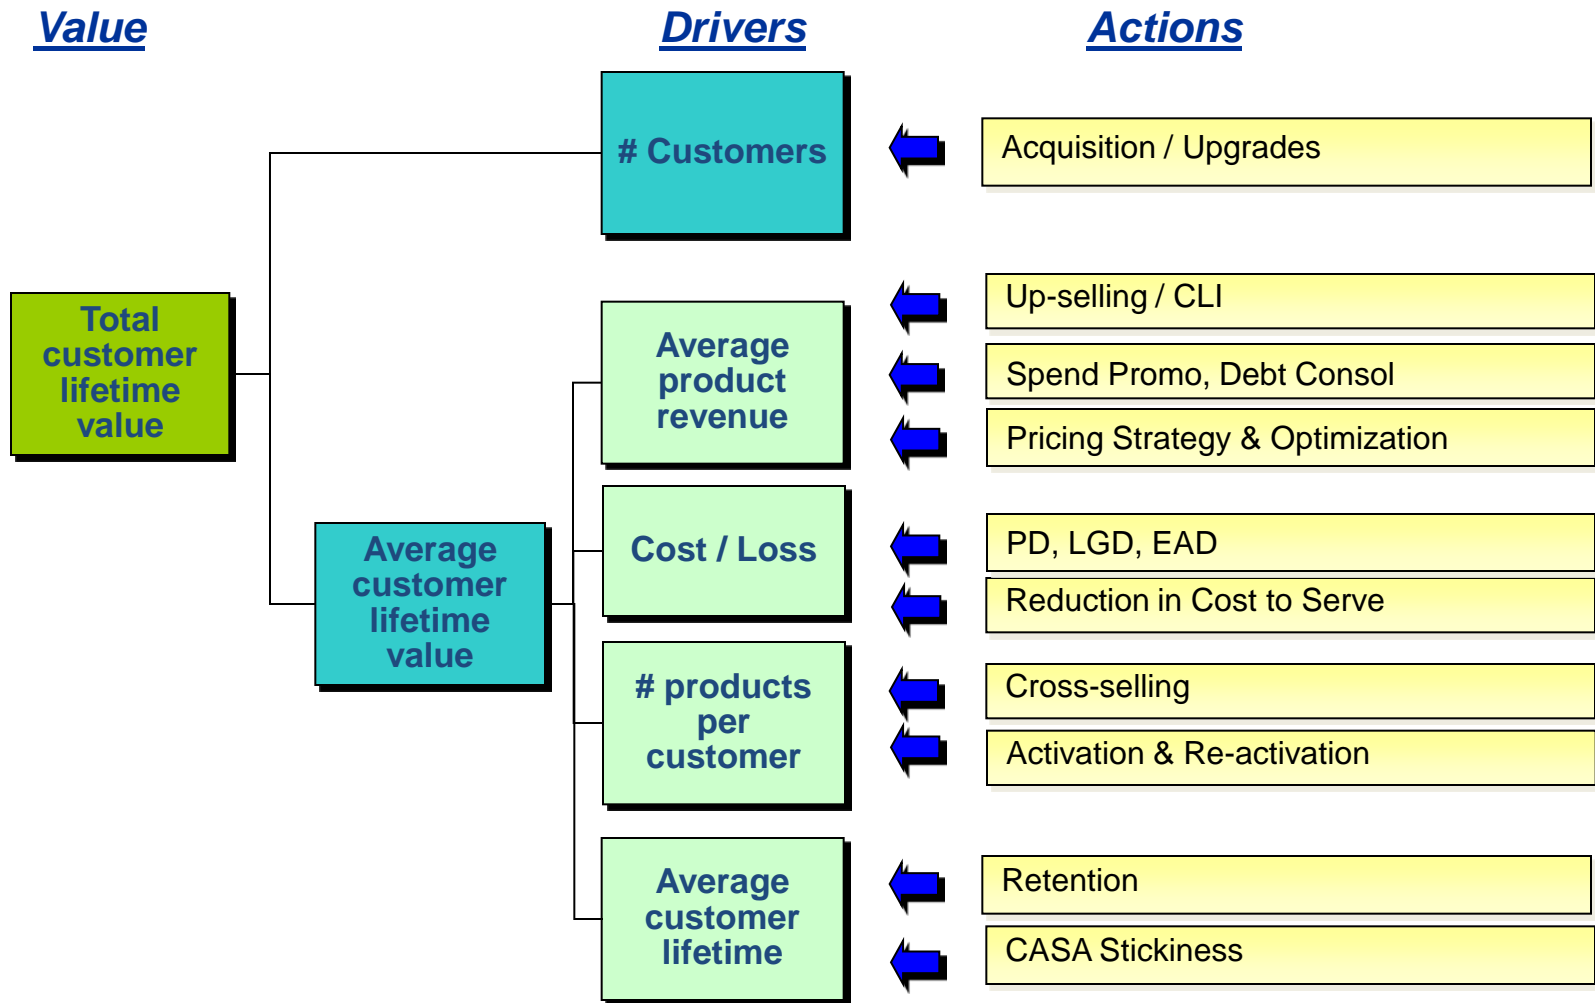 Value
Drivers
Actions
# Customers
Acquisition / Upgrades
Total
customer
lifetime
value
Average
product
revenue
Up-selling / CLI
Spend Promo, Debt Consol
Pricing Strategy & Optimization
Average
customer
lifetime
value
Cost / Loss
PD, LGD, EAD
Reduction in Cost to Serve
# products
per
customer
Cross-selling
Activation & Re-activation
Average
customer
lifetime
Retention
CASA Stickiness